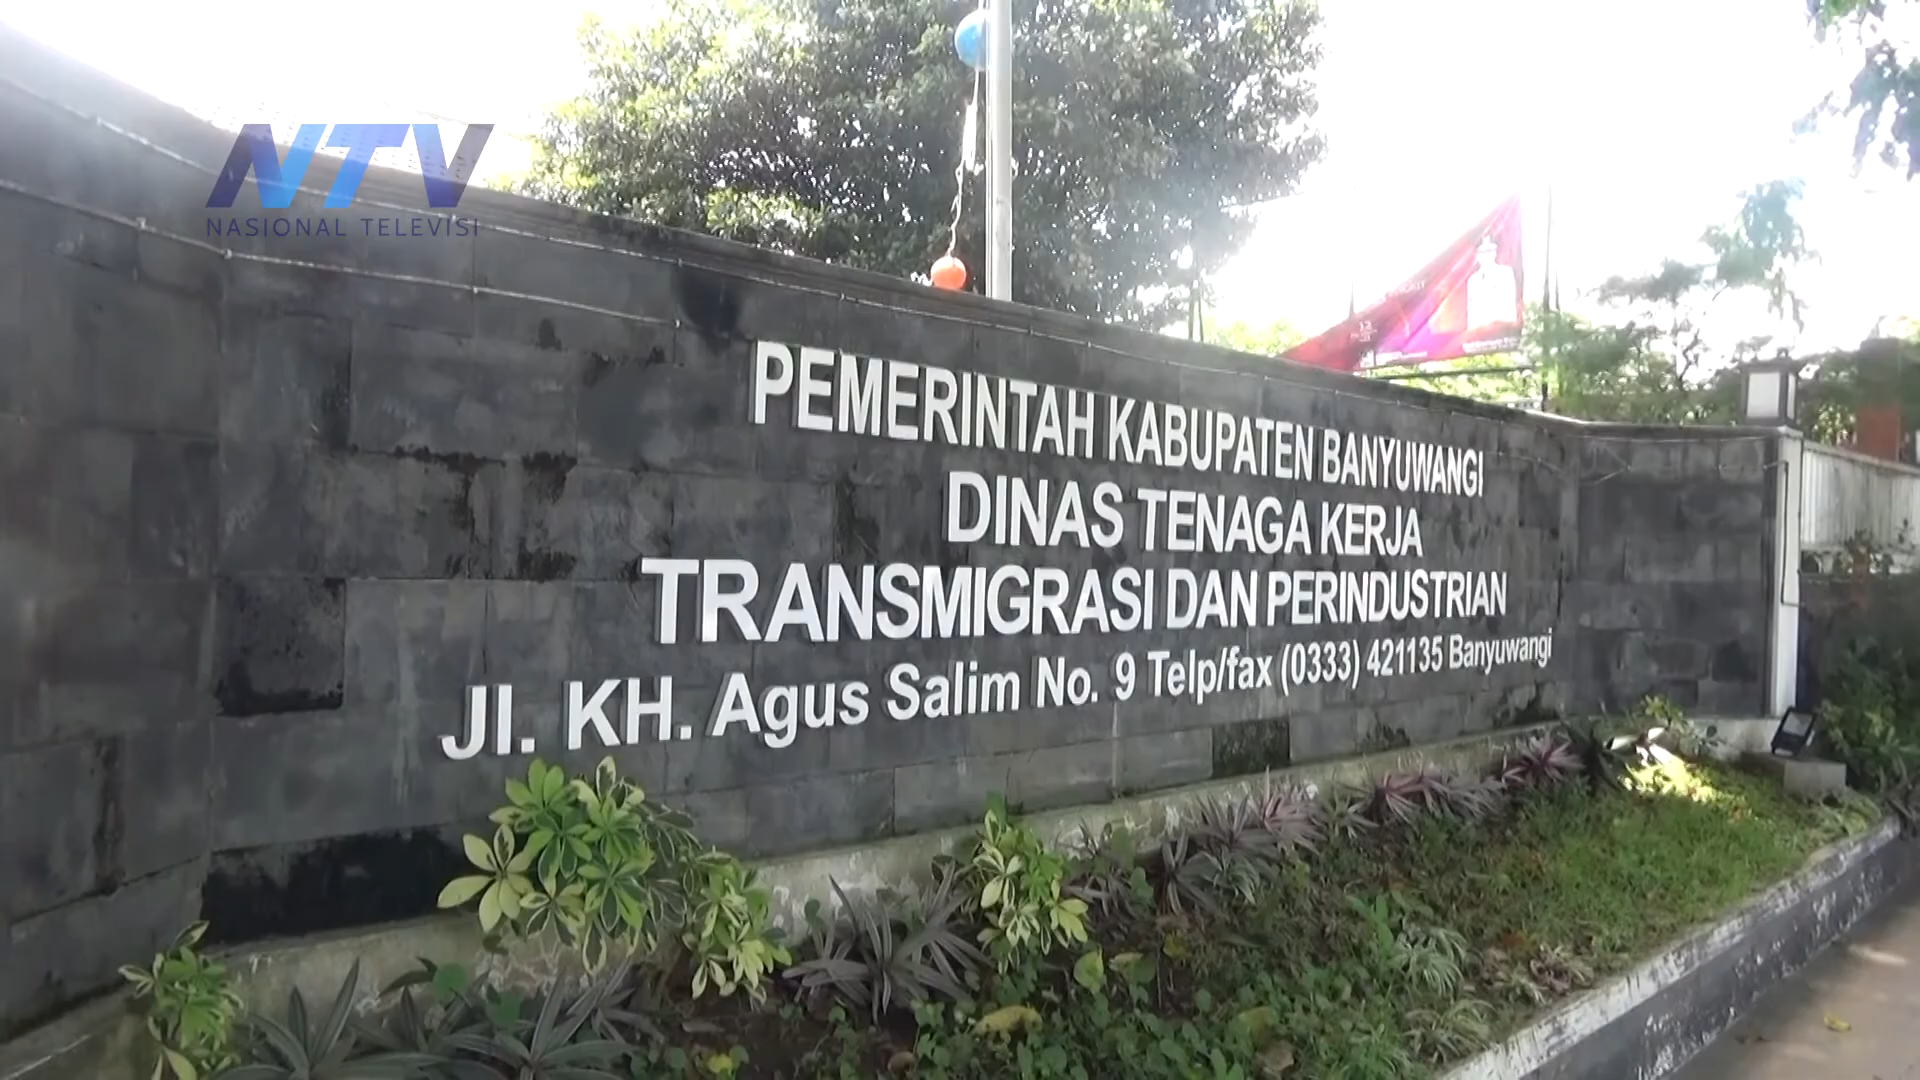 NTV
NASIONAL TELEVISI
PEMERINTAH KABUPATEN BANYUWANGI
DINAS TENAGA KERJA
TRANSMIGRASI DAN PERINDUSTRIAN
Jl. KH. Agus Salim No. 9 Telp/fax (0333) 421135 Banyuwangi